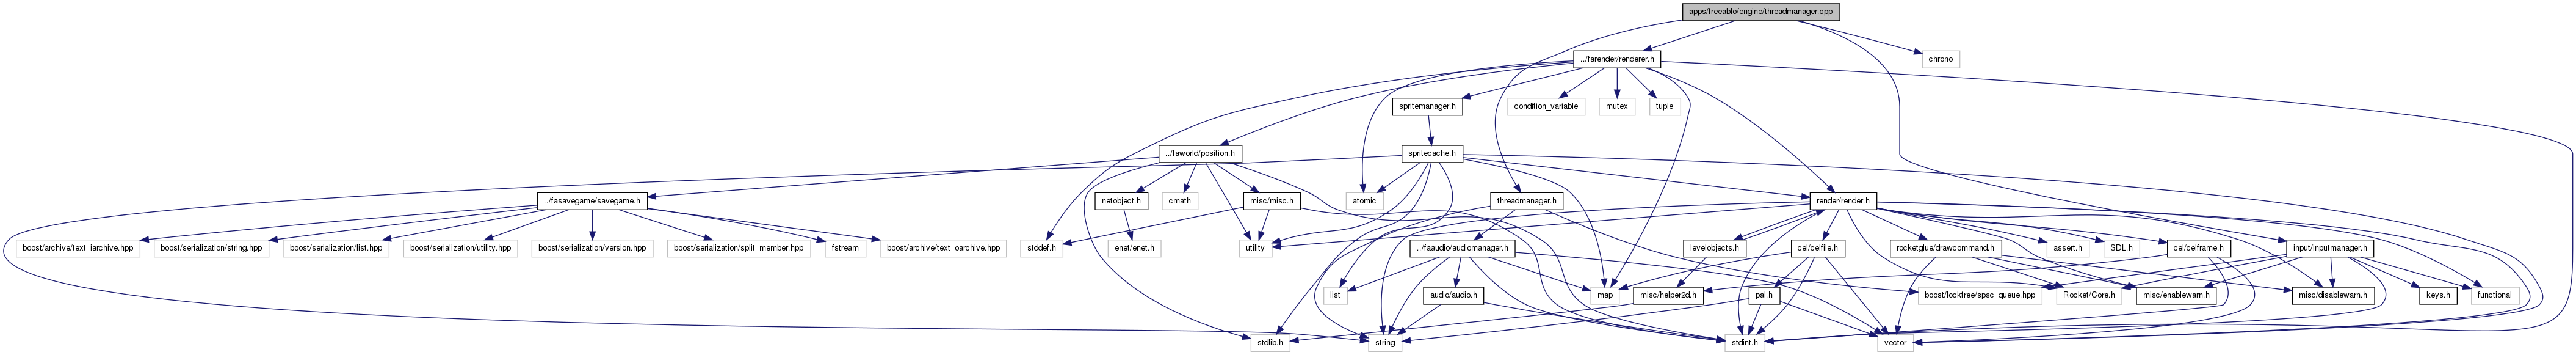 apps/freeablo/engine/threadmanager.cpp
../farender/renderer.h
chrono
spritemanager.h
condition_variable
mutex
tuple
../faworld/position.h
spritecache.h
../fasavegame/savegame.h
netobject.h
cmath
misc/misc.h
atomic
threadmanager.h
render/render.h
boost/archive/text_iarchive.hpp
boost/serialization/string.hpp
boost/serialization/list.hpp
boost/serialization/utility.hpp
boost/serialization/version.hpp
boost/serialization/split_member.hpp
fstream
boost/archive/text_oarchive.hpp
stddef.h
enet/enet.h
utility
../faaudio/audiomanager.h
levelobjects.h
cel/celfile.h
rocketglue/drawcommand.h
assert.h
SDL.h
cel/celframe.h
input/inputmanager.h
list
audio/audio.h
map
misc/helper2d.h
pal.h
boost/lockfree/spsc_queue.hpp
Rocket/Core.h
misc/enablewarn.h
misc/disablewarn.h
keys.h
functional
stdlib.h
string
stdint.h
vector